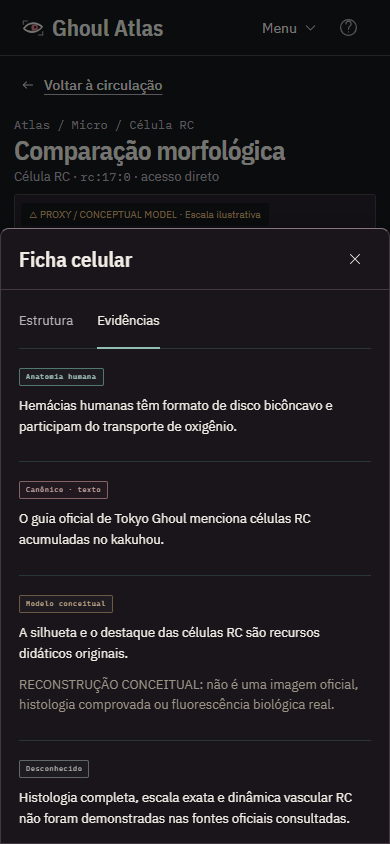 Ghoul Atlas
Menu
Voltar à circulação
Atlas / Micro / Célula RC
Comparação morfológica
Célula RC · rc:17:0 · acesso direto
⚠ PROXY / CONCEPTUAL MODEL · Escala ilustrativa
Ficha celular
Estrutura Evidências
Anatomia humana
Hemácias humanas têm formato de disco bicôncavo e
participam do transporte de oxigênio.
Canônico · texto
O guia oficial de Tokyo Ghoul menciona células RC
acumuladas no kakuhou.
Modelo conceitual
A silhueta e o destaque das células RC são recursos
didáticos originais.
RECONSTRUÇÃO CONCEITUAL: não é uma imagem oficial,
histologia comprovada ou fluorescência biológica real.
Desconhecido
Histologia completa, escala exata e dinâmica vascular RC
não foram demonstradas nas fontes oficiais consultadas.